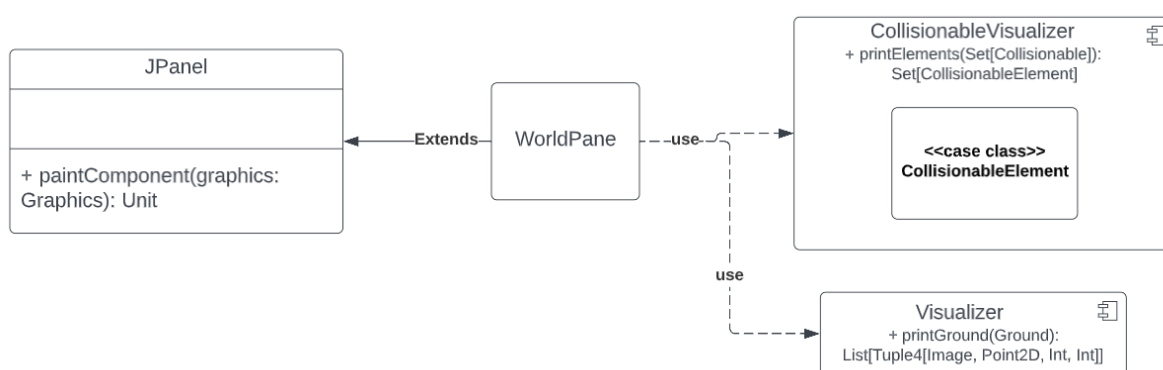 JPanel
+ paintComponent(graphics:
Graphics): Unit
Extends
WorldPane
use
use
CollisionableVisualizer
+ printElements(Set[Collisionable]):
Set[CollisionableElement]
<<case class>>
CollisionableElement
Visualizer
+ printGround(Ground):
List[Tuple4[Image, Point2D, Int, Int]]